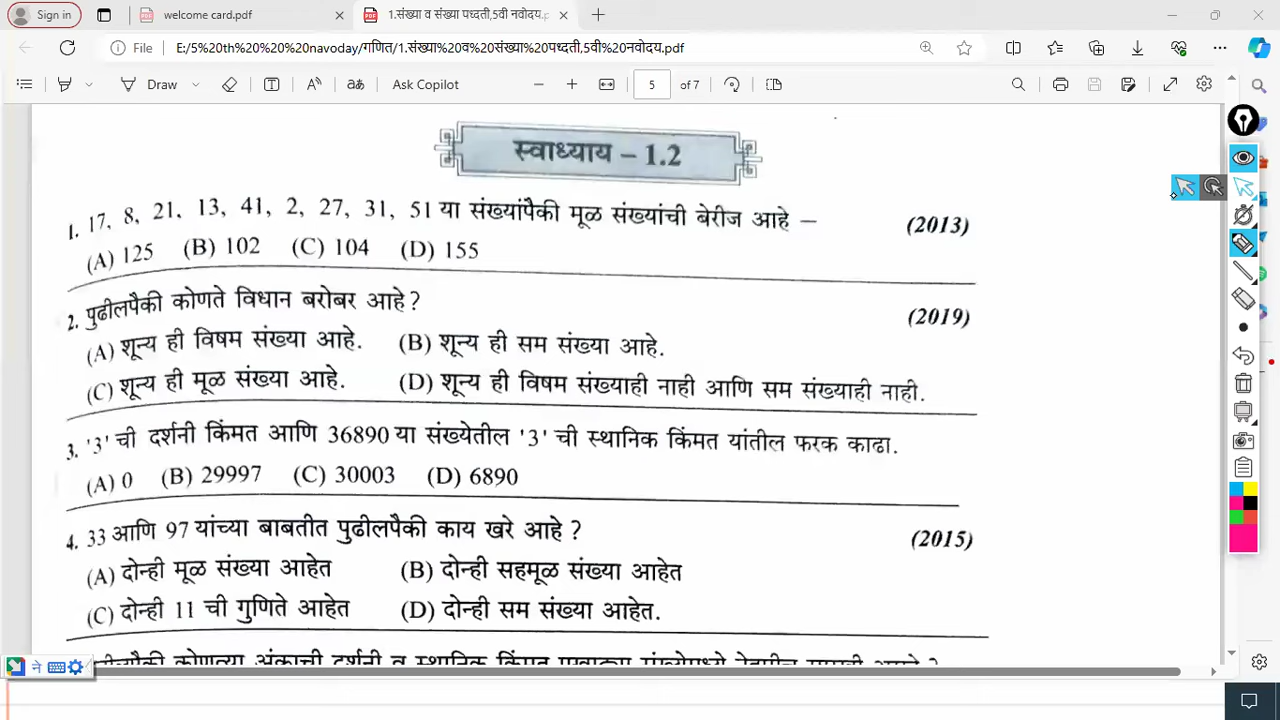 Sign in
welcome card.pdf
1.संख्या व संख्या पध्दती,5वी नवोदय.p
File
E:/5%20th%20%20%20navoday/गणित/1.संख्या%20व%20संख्या%20पध्दती,5वी%20नवोदय.pdf
Draw
Ask Copilot
5 of 7
स्वाध्याय – 1.2
1. 17, 8, 21, 13, 41, 2, 27, 31, 51 या संख्यांपैकी मूळ संख्यांची बेरीज आहे – (2013)
(A) 125 (B) 102 (C) 104 (D) 155
2. पुढीलपैकी कोणते विधान बरोबर आहे? (2019)
(A) शून्य ही विषम संख्या आहे. (B) शून्य ही सम संख्या आहे.
(C) शून्य ही मूळ संख्या आहे. (D) शून्य ही विषम संख्याही नाही आणि सम संख्याही नाही.
3. '3' ची दर्शनी किंमत आणि 36890 या संख्येतील '3' ची स्थानिक किंमत यांतील फरक काढा.
(A) 0 (B) 29997 (C) 30003 (D) 6890
4. 33 आणि 97 यांच्या बाबतीत पुढीलपैकी काय खरे आहे ? (2015)
(A) दोन्ही मूळ संख्या आहेत (B) दोन्ही सहमूळ संख्या आहेत
(C) दोन्ही 11 ची गुणिते आहेत (D) दोन्ही सम संख्या आहेत.
ने